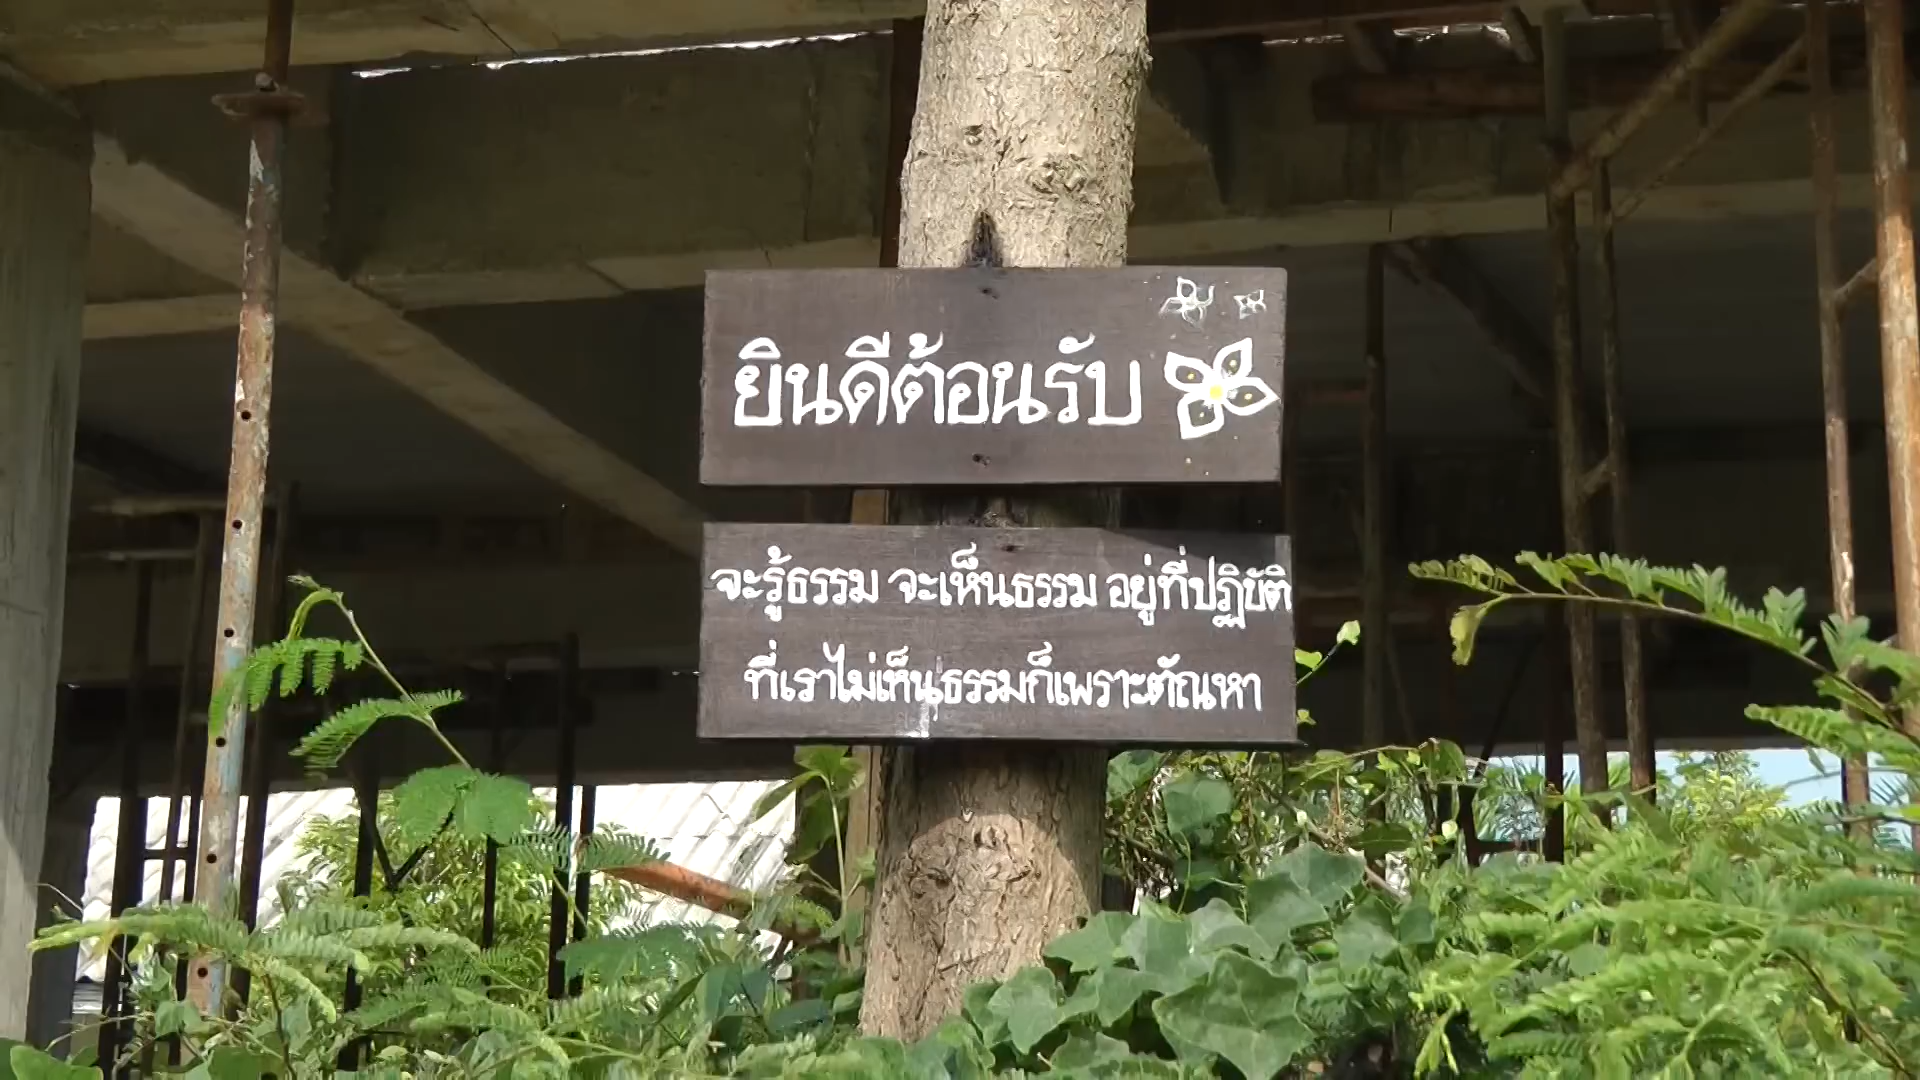 ยินดีต้อนรับ
จะรู้ธรรม จะเห็นธรรม อยู่ที่ปฏิบัติ
ที่เราไม่เห็นธรรมก็เพราะตัณหา